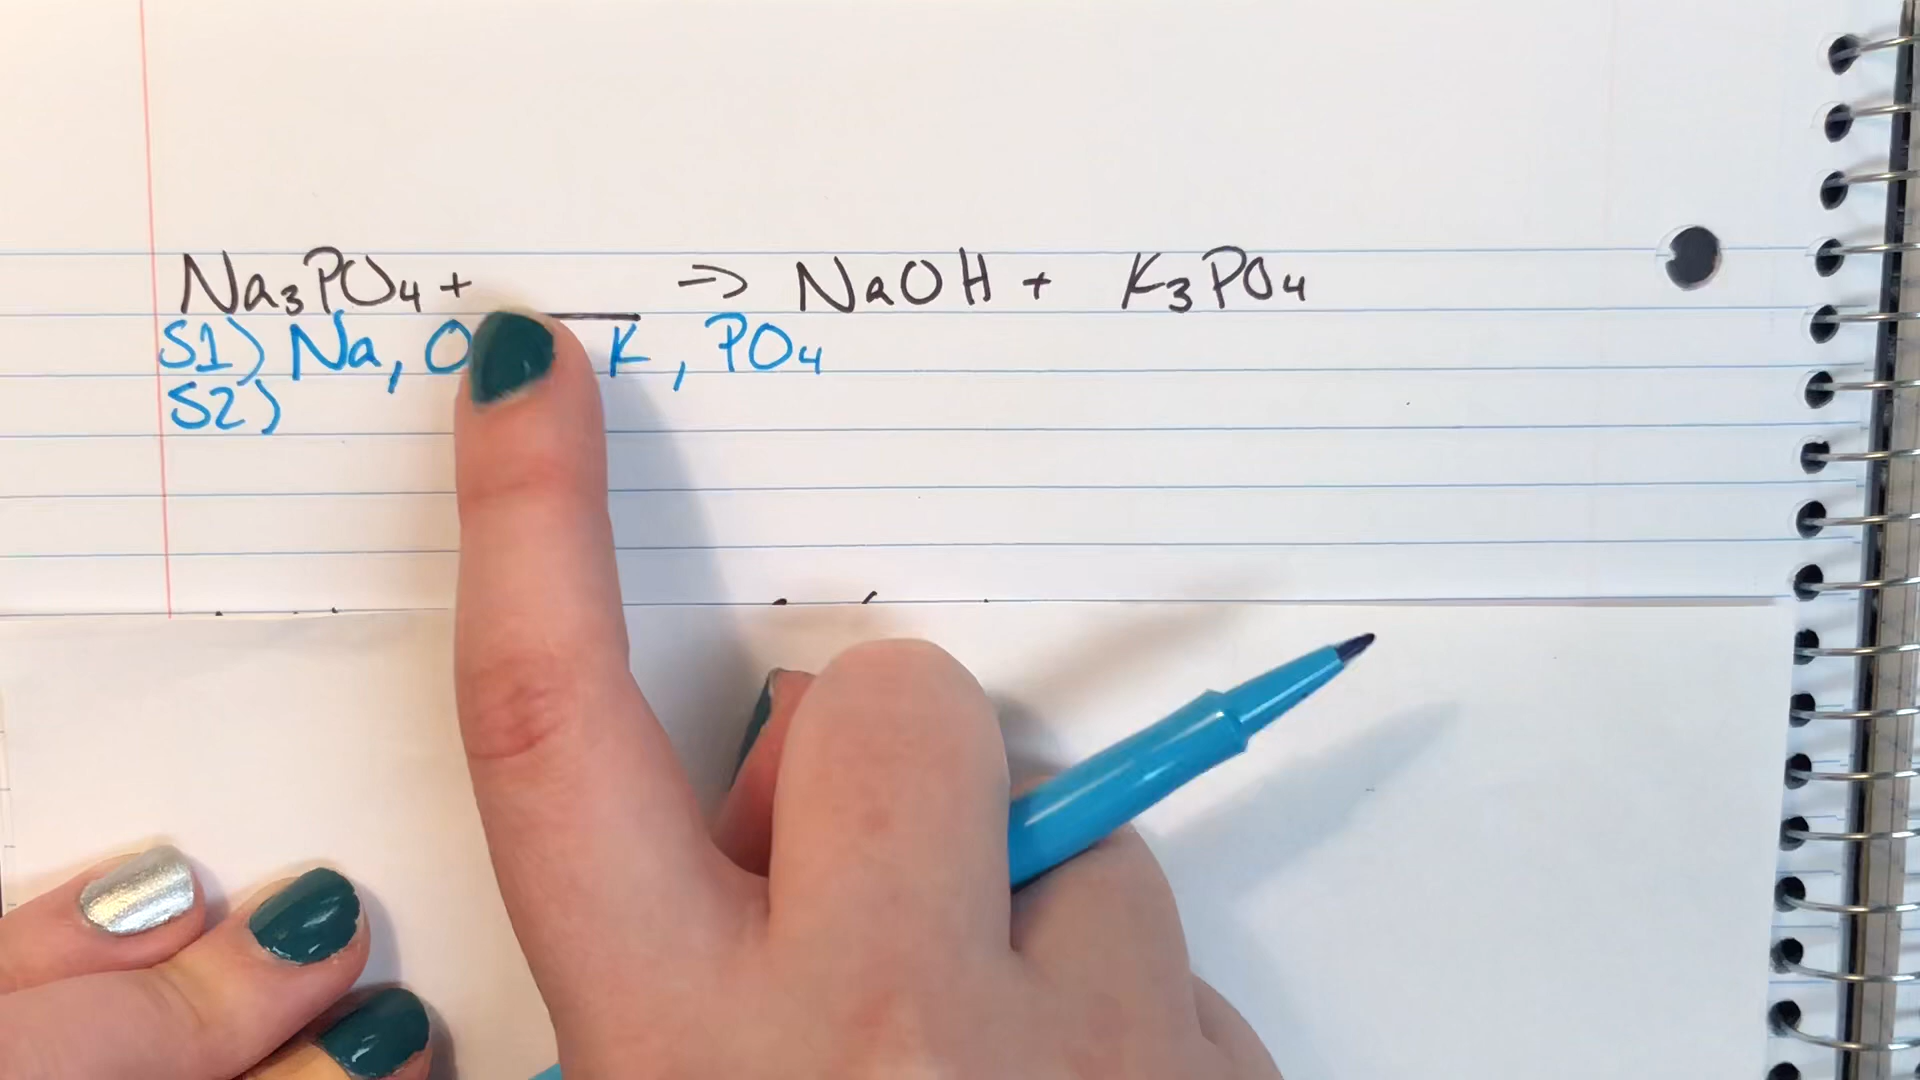 Na₃PO₄ + ___ → NaOH + K₃PO₄
S1) Na, O K, PO₄
S2)